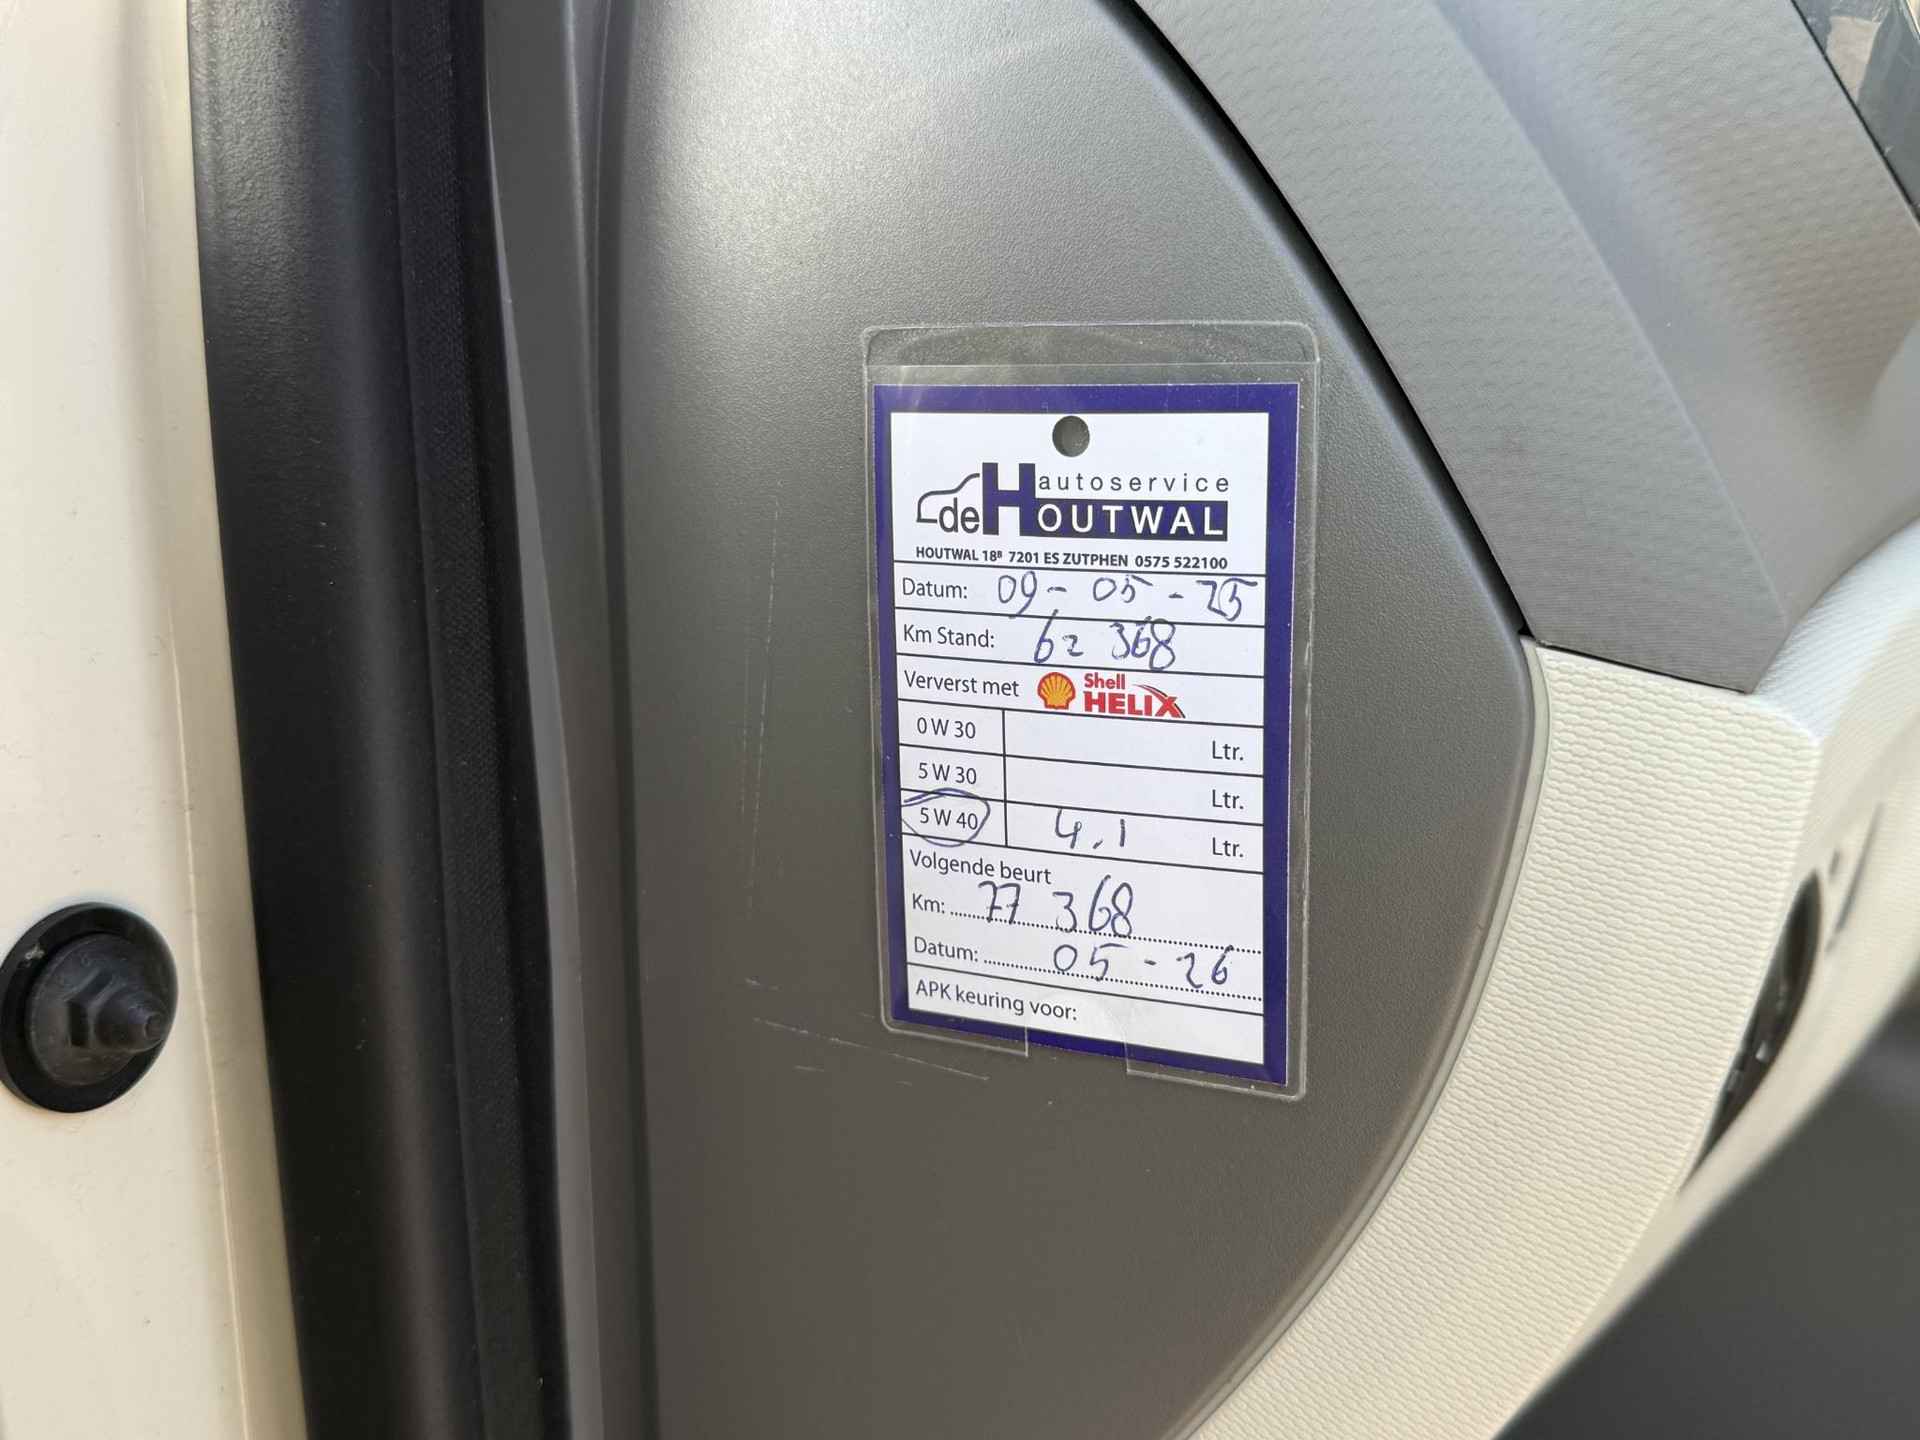 autoservice
de HOUTWAL
HOUTWAL 18ᴮ 7201 ES ZUTPHEN 0575 522100
Datum: 09-05-25
Km Stand: 62 368
Ververst met Shell HELIX
0 W 30 Ltr.
5 W 30 Ltr.
5 W 40 4,1 Ltr.
Volgende beurt
Km: 77 368
Datum: 05-26
APK keuring voor: